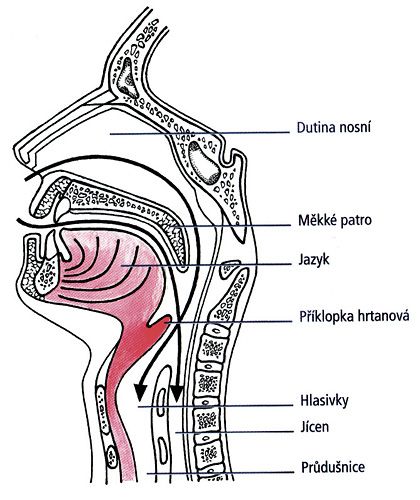 Dutina nosní
Měkké patro
Jazyk
Příklopka hrtanová
Hlasivky
Jícen
Průdušnice